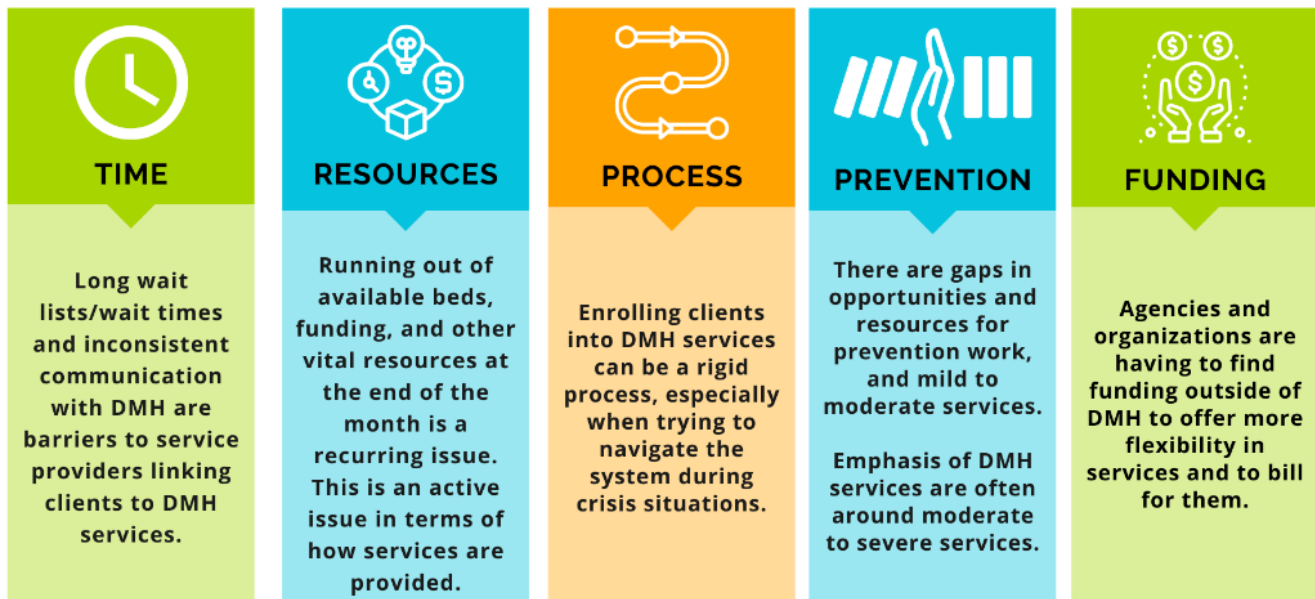 TIME
Long wait
lists/wait times
and inconsistent
communication
with DMH are
barriers to service
providers linking
clients to DMH
services.
RESOURCES
Running out of
available beds,
funding, and other
vital resources at
the end of the
month is a
recurring issue.
This is an active
issue in terms of
how services are
provided.
PROCESS
Enrolling clients
into DMH services
can be a rigid
process, especially
when trying to
navigate the
system during
crisis situations.
PREVENTION
There are gaps in
opportunities and
resources for
prevention work,
and mild to
moderate services.
Emphasis of DMH
services are often
around moderate
to severe services.
$ $
$
FUNDING
Agencies and
organizations are
having to find
funding outside of
DMH to offer more
flexibility in
services and to bill
for them.